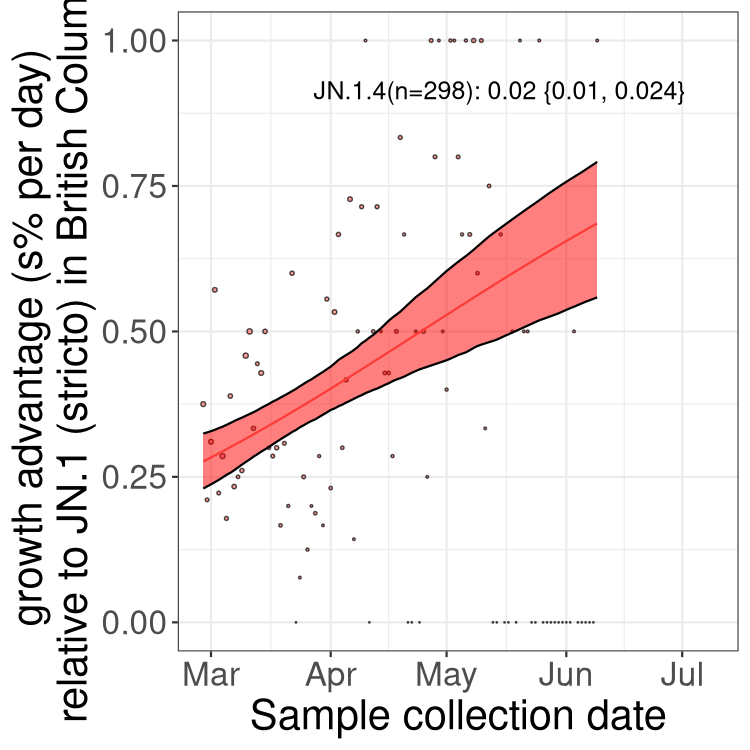 growth advantage (s% per day)
relative to JN.1 (stricto) in British Colum
1.00
0.75
0.50
0.25
0.00
JN.1.4(n=298): 0.02 {0.01, 0.024}
Mar Apr May Jun Jul
Sample collection date